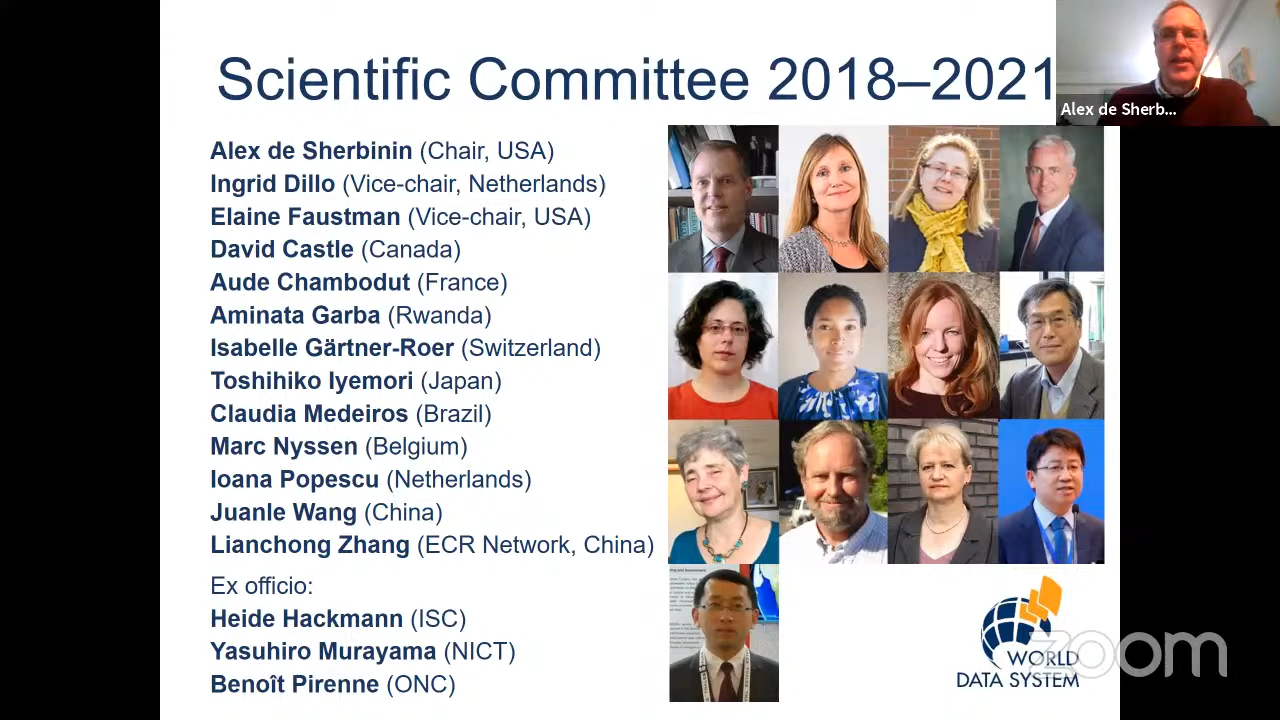 Scientific Committee 2018–2021
Alex de Sherb...
Alex de Sherbinin (Chair, USA)
Ingrid Dillo (Vice-chair, Netherlands)
Elaine Faustman (Vice-chair, USA)
David Castle (Canada)
Aude Chambodut (France)
Aminata Garba (Rwanda)
Isabelle Gärtner-Roer (Switzerland)
Toshihiko Iyemori (Japan)
Claudia Medeiros (Brazil)
Marc Nyssen (Belgium)
Ioana Popescu (Netherlands)
Juanle Wang (China)
Lianchong Zhang (ECR Network, China)
Ex officio:
Heide Hackmann (ISC)
Yasuhiro Murayama (NICT)
Benoît Pirenne (ONC)
WORLD
DATA SYSTEM
zoom